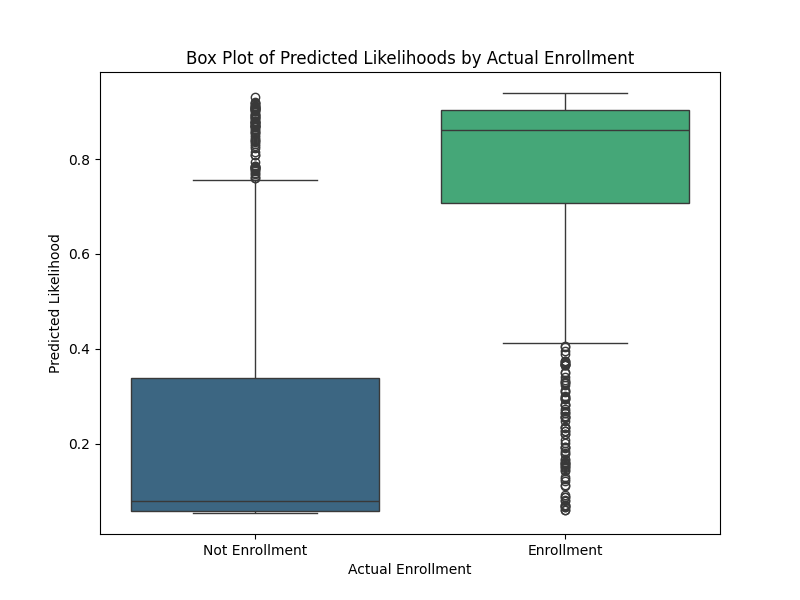 Box Plot of Predicted Likelihoods by Actual Enrollment
Predicted Likelihood
0.8
0.6
0.4
0.2
Not Enrollment
Enrollment
Actual Enrollment